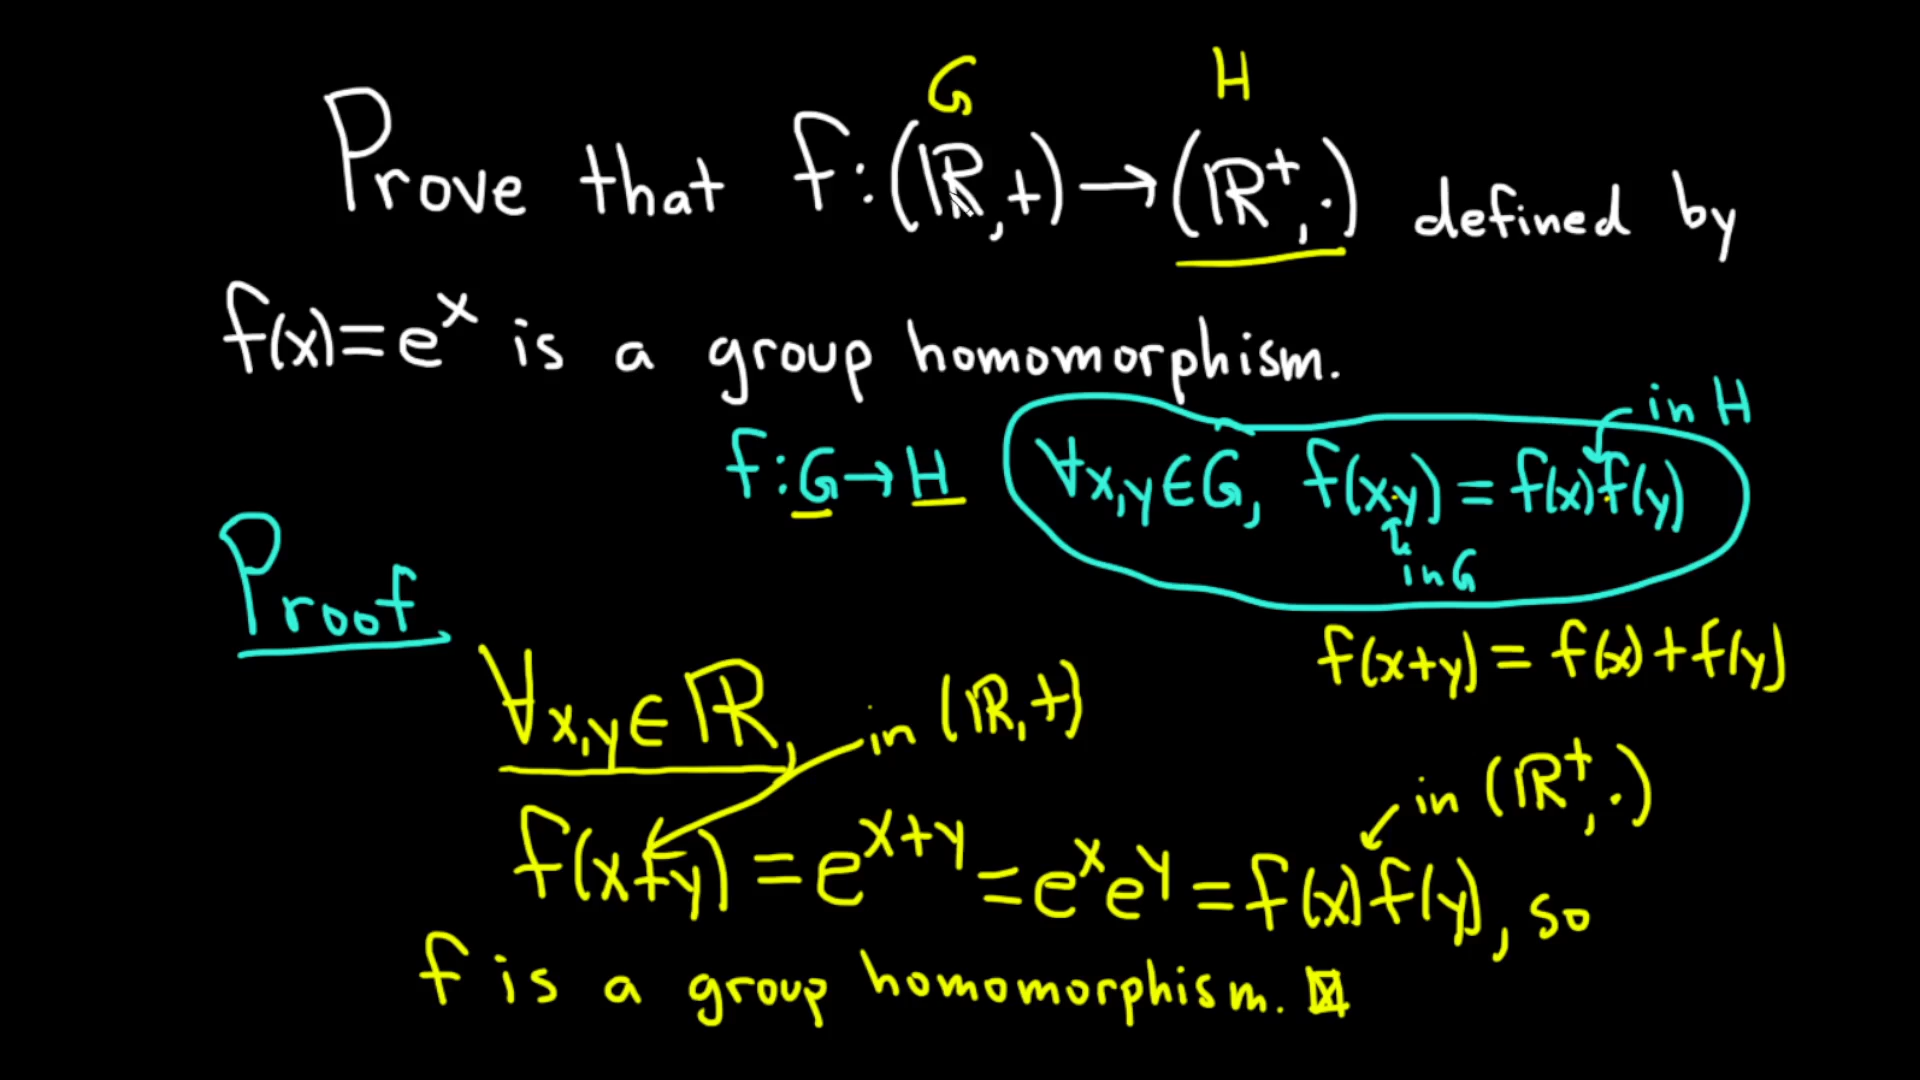 G H
Prove that f:(ℝ,+)→(ℝ⁺,·) defined by
f(x)=eˣ is a group homomorphism.
in H
f:G→H ∀x,y∈G, f(xy) = f(x)f(y)
in G
Proof
f(x+y) = f(x)+f(y)
∀x,y∈ℝ, in (ℝ,+)
in (ℝ⁺,·)
f(x+y) = eˣ⁺ʸ = eˣeʸ = f(x)f(y), so
f is a group homomorphism.